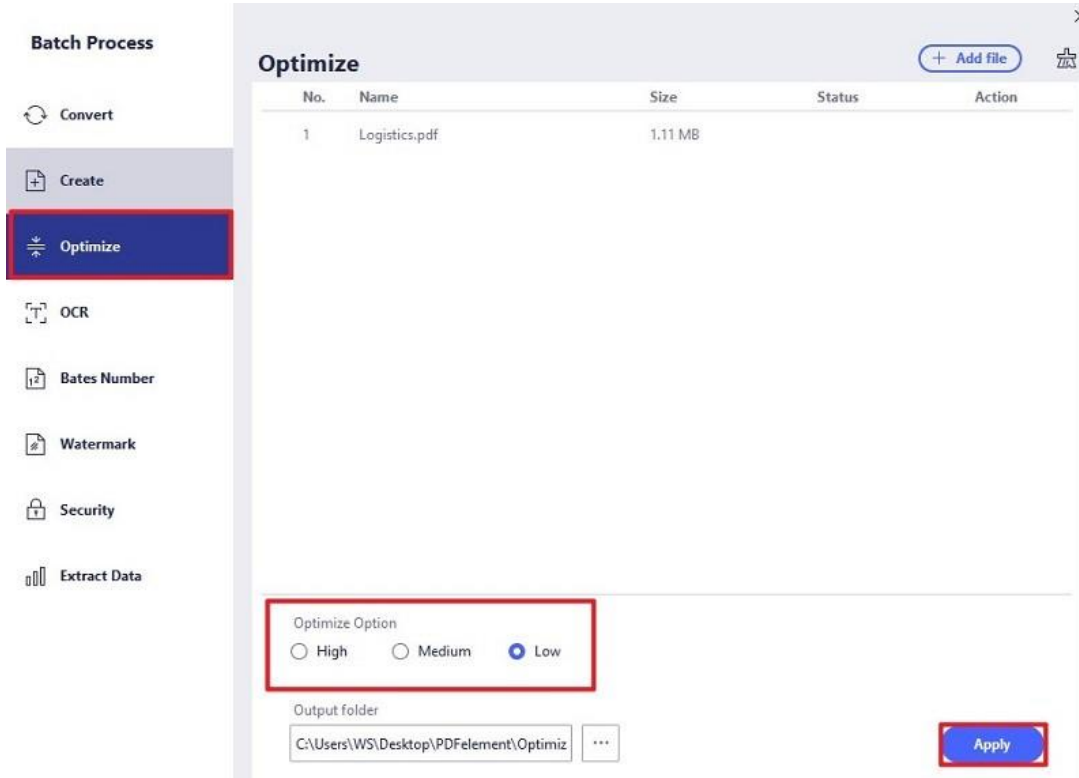 Batch Process
Convert
Create
Optimize
OCR
Bates Number
Watermark
Security
Extract Data
Optimize
+ Add file
No. Name Size Status Action
1 Logistics.pdf 1.11 MB
Optimize Option
High Medium Low
Output folder
C:\Users\WS\Desktop\PDFelement\Optimiz ...
Apply